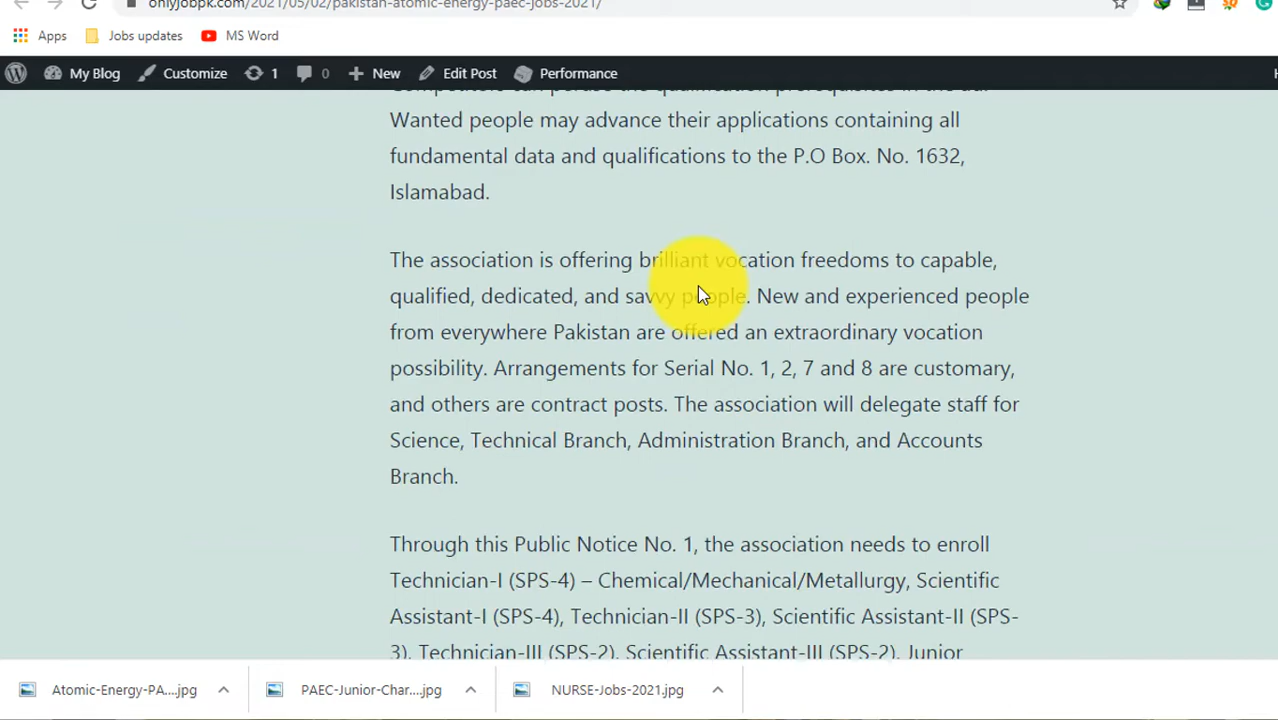 onlyjobpk.com/2021/05/02/pakistan-atomic-energy-paec-jobs-2021/
Apps Jobs updates MS Word
My Blog Customize 1 0 New Edit Post Performance
Wanted people may advance their applications containing all
fundamental data and qualifications to the P.O Box. No. 1632,
Islamabad.
The association is offering brilliant vocation freedoms to capable,
qualified, dedicated, and savvy people. New and experienced people
from everywhere Pakistan are offered an extraordinary vocation
possibility. Arrangements for Serial No. 1, 2, 7 and 8 are customary,
and others are contract posts. The association will delegate staff for
Science, Technical Branch, Administration Branch, and Accounts
Branch.
Through this Public Notice No. 1, the association needs to enroll
Technician-I (SPS-4) – Chemical/Mechanical/Metallurgy, Scientific
Assistant-I (SPS-4), Technician-II (SPS-3), Scientific Assistant-II (SPS-
3), Technician-III (SPS-2), Scientific Assistant-III (SPS-2), Junior
Atomic-Energy-PA....jpg PAEC-Junior-Char....jpg NURSE-Jobs-2021.jpg